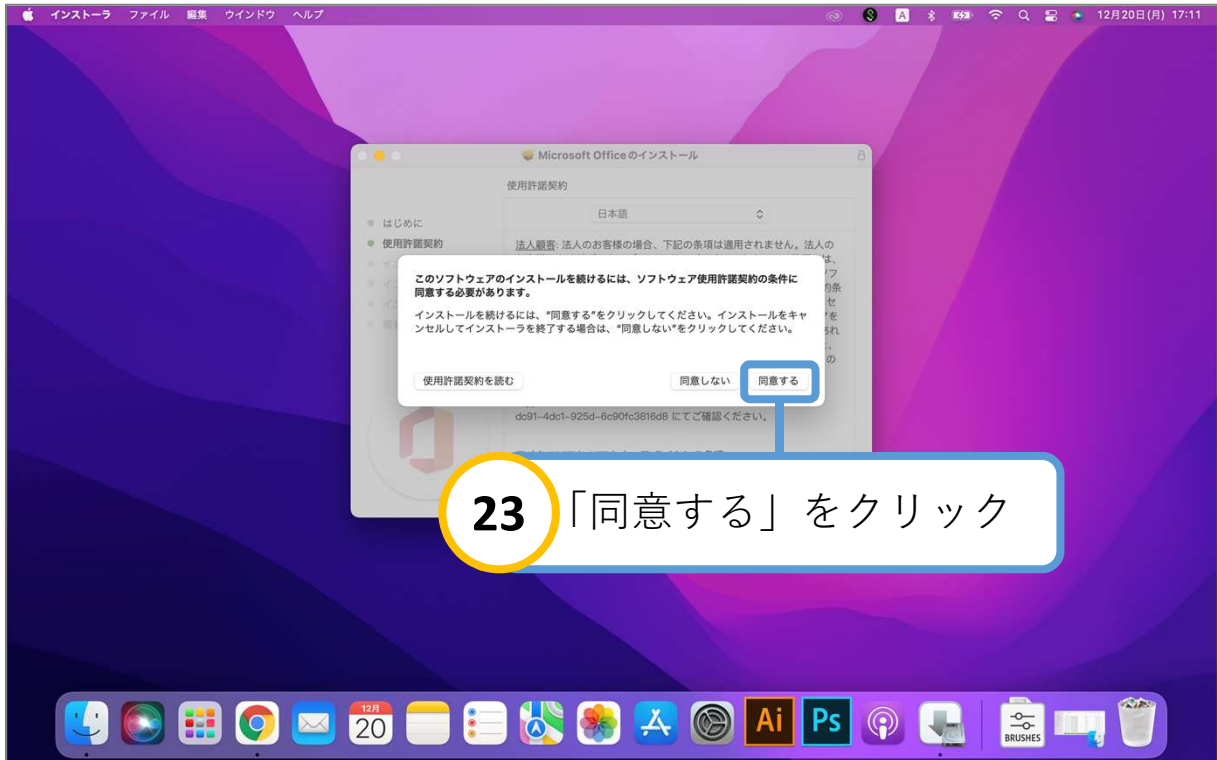 インストーラ ファイル 編集 ウインドウ ヘルプ
A
12月20日(月) 17:11
Microsoft Officeのインストール
使用許諾契約
日本語
はじめに
使用許諾契約
法人顧客: 法人のお客様の場合、下記の条項は適用されません。法人の
このソフトウェアのインストールを続けるには、ソフトウェア使用許諾契約の条件に
同意する必要があります。
インストールを続けるには、"同意する"をクリックしてください。インストールをキャ
ンセルしてインストーラを終了する場合は、"同意しない"をクリックしてください。
使用許諾契約を読む
同意しない
同意する
dc91-4dc1-925d-6c90fc3816d8 にてご確認ください。
23
「同意する」をクリック
12月
20
Ai
Ps
BRUSHES